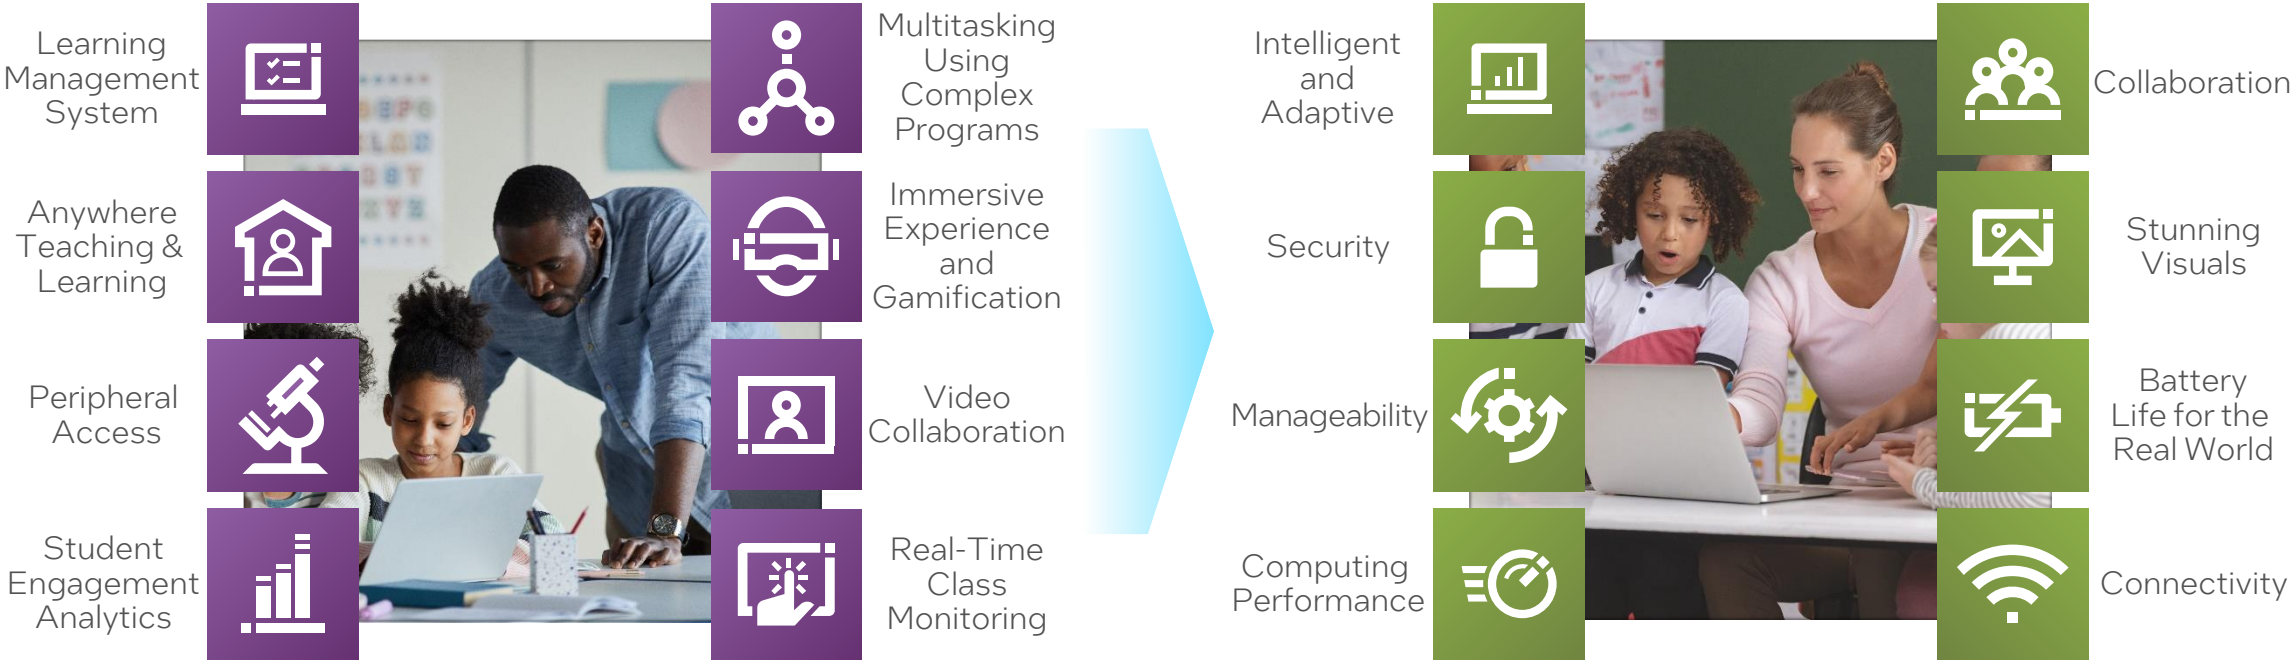 Learning
Management
System
Anywhere
Teaching &
Learning
Peripheral
Access
Student
Engagement
Analytics
Multitasking
Using
Complex
Programs
Immersive
Experience
and
Gamification
Video
Collaboration
Real-Time
Class
Monitoring
Intelligent
and
Adaptive
Security
Manageability
Computing
Performance
Collaboration
Stunning
Visuals
Battery
Life for the
Real World
Connectivity